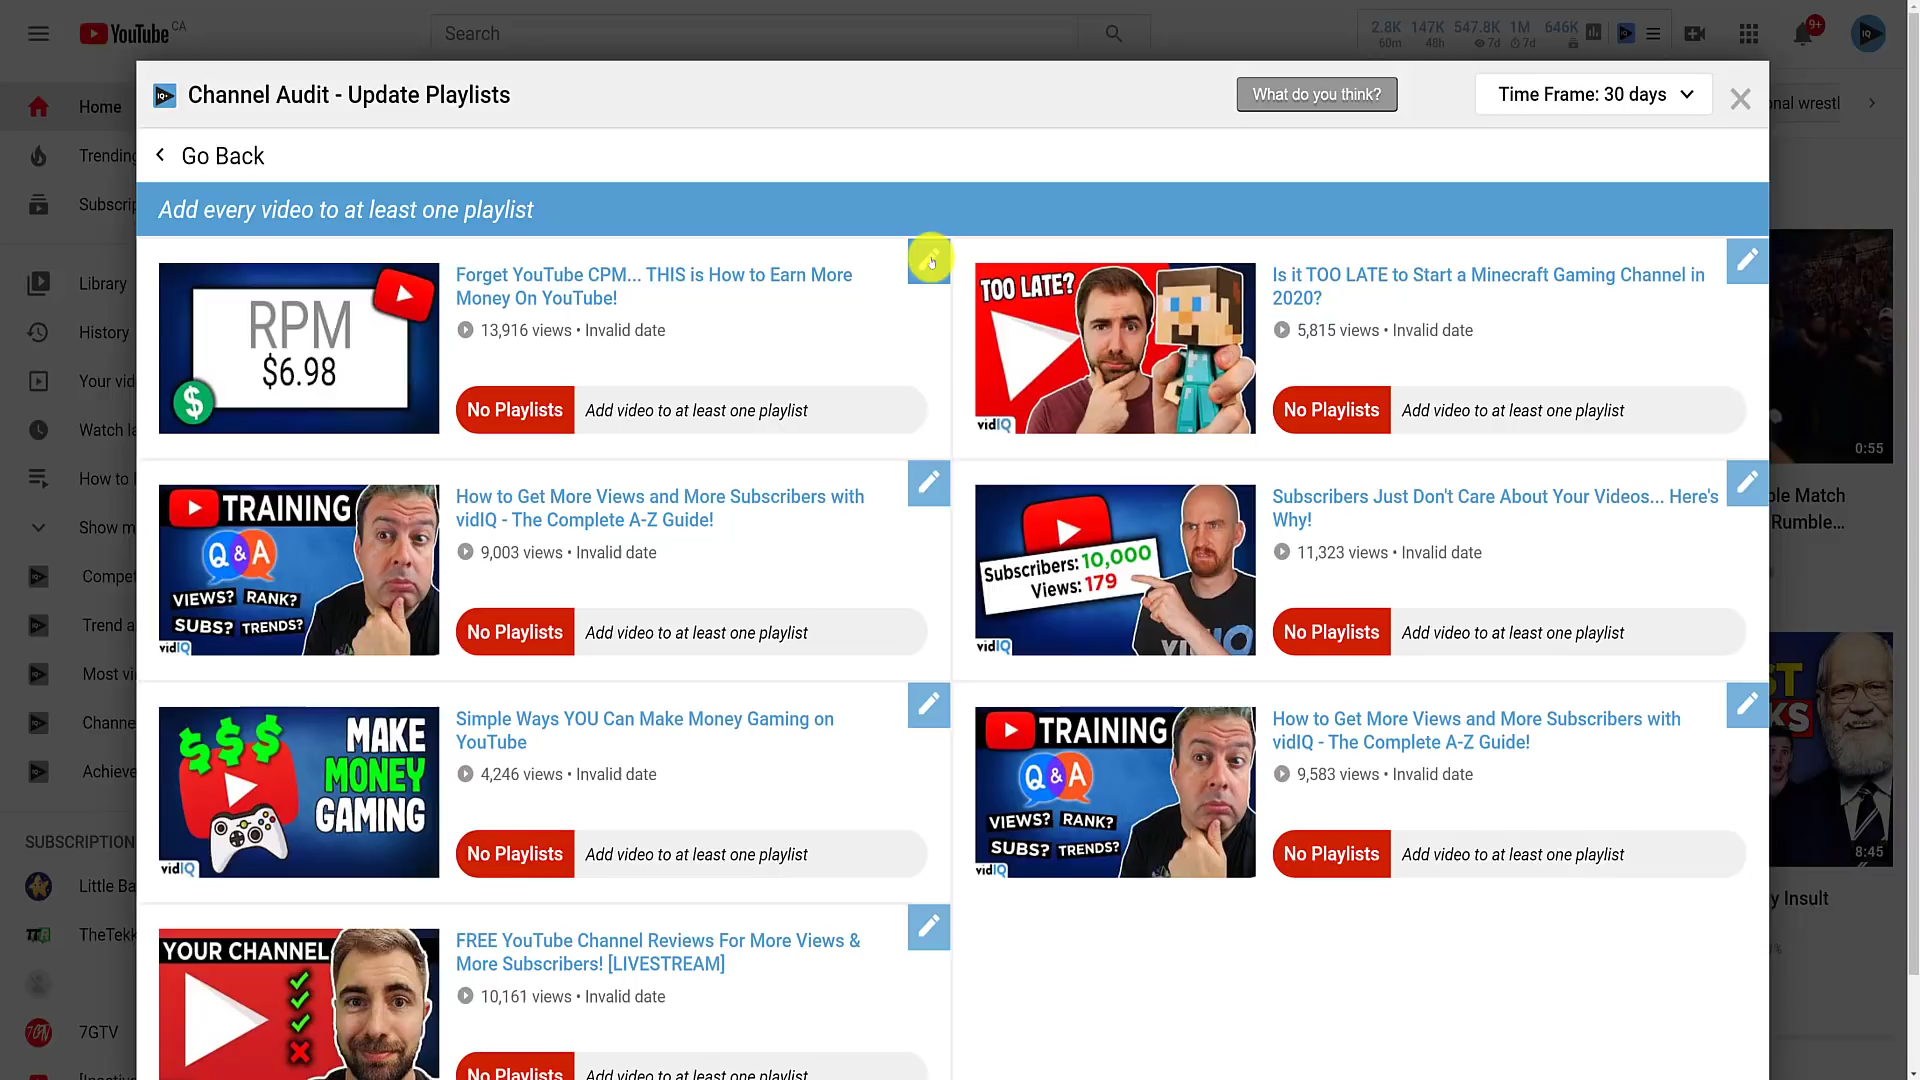 YouTube CA
Search
2.8K 147K 547.8K 1M 646K
60m 48h 7d 7d
9+
Channel Audit - Update Playlists
What do you think?
Time Frame: 30 days
Home
Trending
Subscrip
Library
History
Your vid
Watch la
How to
Show m
Compet
Trend a
Most vi
Channe
Achieve
SUBSCRIPTION
Little Ba
TheTekk
7GTV
[Inactiv
Go Back
Add every video to at least one playlist
RPM
$6.98
Forget YouTube CPM... THIS is How to Earn More
Money On YouTube!
13,916 views • Invalid date
No Playlists Add video to at least one playlist
TOO LATE?
vidIQ
Is it TOO LATE to Start a Minecraft Gaming Channel in
2020?
5,815 views • Invalid date
No Playlists Add video to at least one playlist
TRAINING
Q & A
VIEWS? RANK?
SUBS? TRENDS?
vidIQ
How to Get More Views and More Subscribers with
vidIQ - The Complete A-Z Guide!
9,003 views • Invalid date
No Playlists Add video to at least one playlist
Subscribers: 10,000
Views: 179
vidIQ
Subscribers Just Don't Care About Your Videos... Here's
Why!
11,323 views • Invalid date
No Playlists Add video to at least one playlist
$$$
MAKE
MONEY
GAMING
vidIQ
Simple Ways YOU Can Make Money Gaming on
YouTube
4,246 views • Invalid date
No Playlists Add video to at least one playlist
TRAINING
Q & A
VIEWS? RANK?
SUBS? TRENDS?
vidIQ
How to Get More Views and More Subscribers with
vidIQ - The Complete A-Z Guide!
9,583 views • Invalid date
No Playlists Add video to at least one playlist
YOUR CHANNEL
FREE YouTube Channel Reviews For More Views &
More Subscribers! [LIVESTREAM]
10,161 views • Invalid date
No Playlists Add video to at least one playlist
onal wrestl
0:55
ble Match
Rumble...
8:45
y Insult